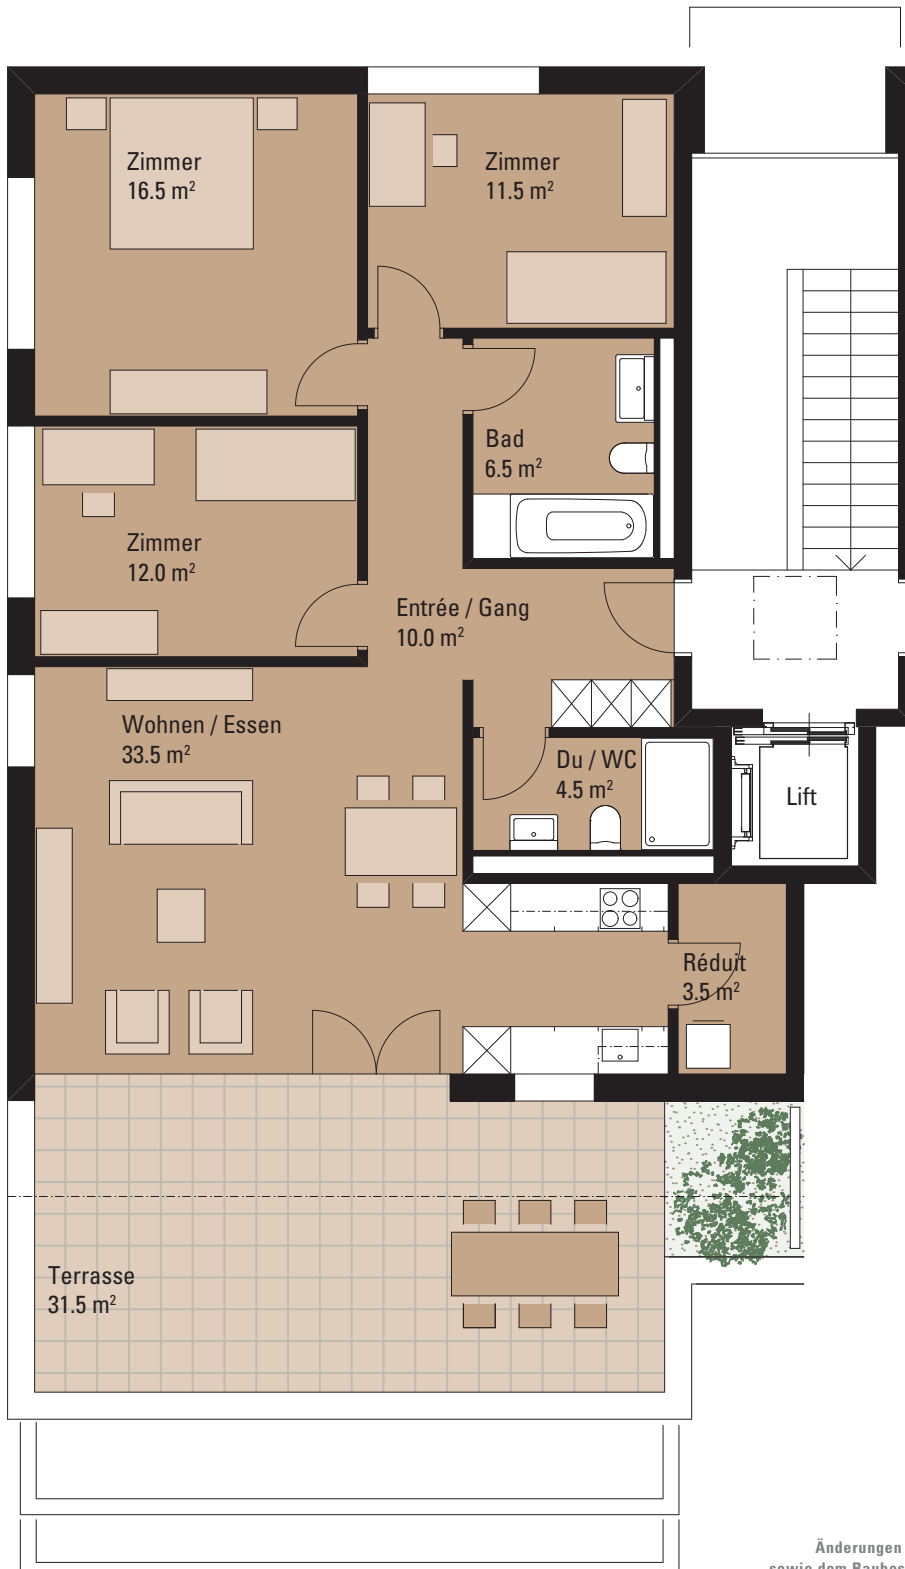 Zimmer
16.5 m²
Zimmer
11.5 m²
Bad
6.5 m²
Zimmer
12.0 m²
Entrée / Gang
10.0 m²
Wohnen / Essen
33.5 m²
Du / WC
4.5 m²
Lift
Réduit
3.5 m²
Terrasse
31.5 m²
Änderungen
sowie dem